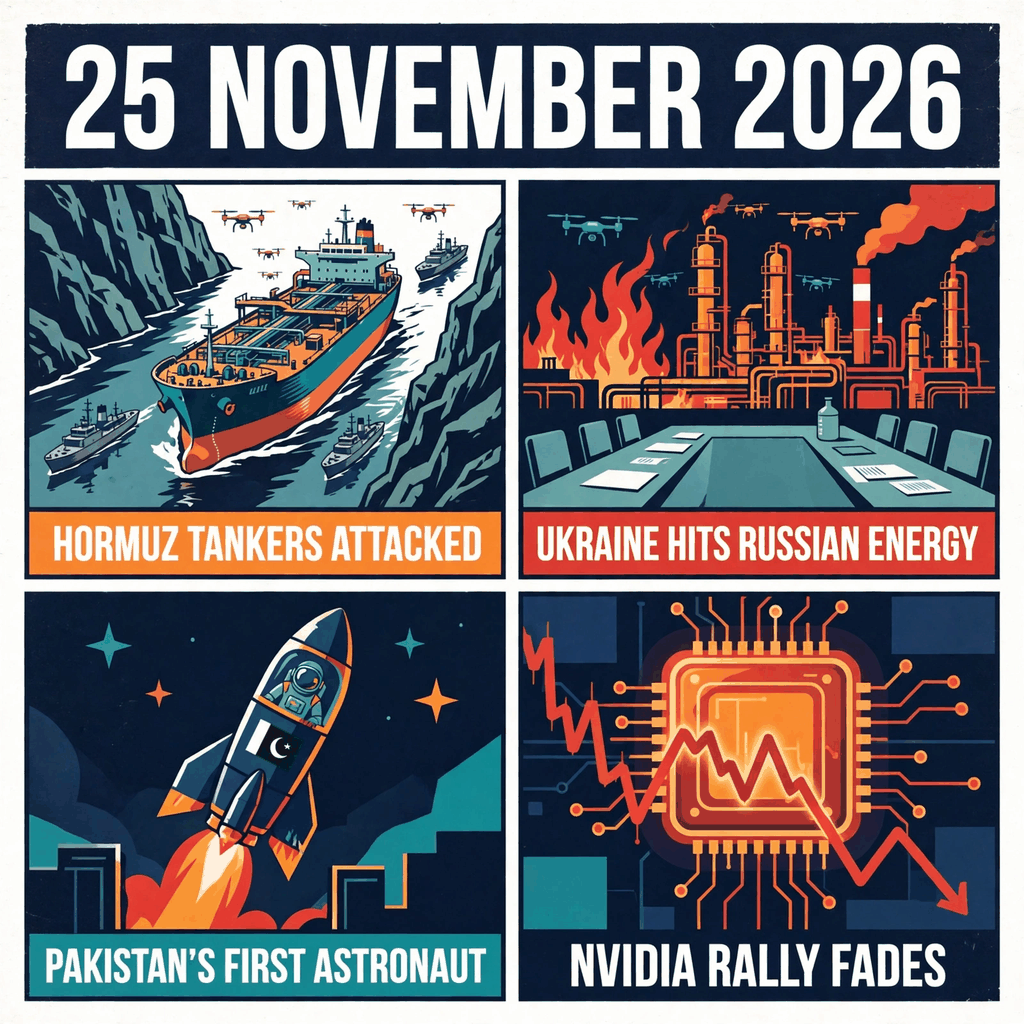 25 NOVEMBER 2026
HORMUZ TANKERS ATTACKED
UKRAINE HITS RUSSIAN ENERGY
PAKISTAN'S FIRST ASTRONAUT
NVIDIA RALLY FADES